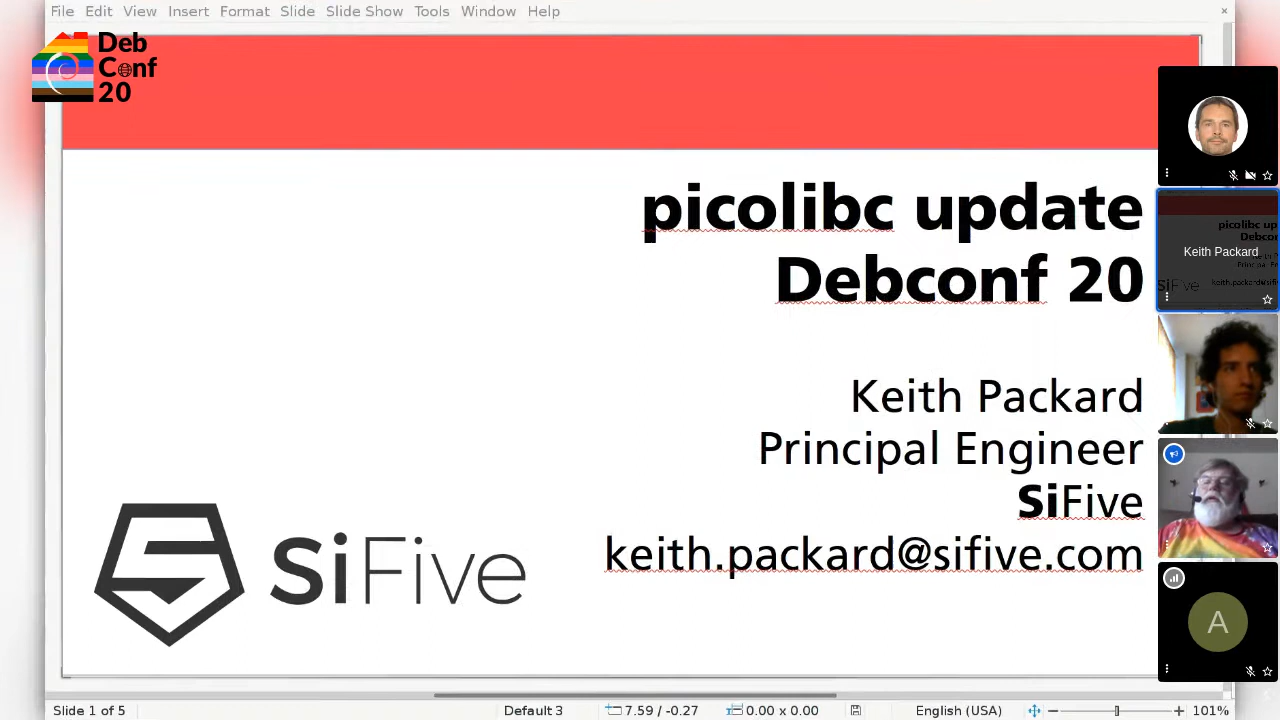 File Edit View Insert Format Slide Slide Show Tools Window Help
Deb
Conf
20
picolibc update
Debconf 20
Keith Packard
Principal Engineer
SiFive
keith.packard@sifive.com
SiFive
Keith Packard
A
Slide 1 of 5
Default 3
7.59 / -0.27
0.00 x 0.00
English (USA)
101%